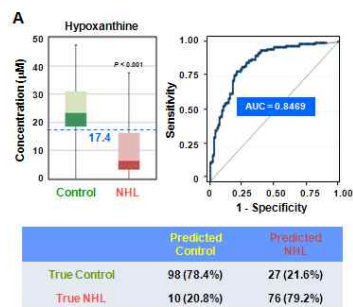 A
Hypoxanthine
60
50
40
30
20
10
0
Concentration (µM)
P < 0.001
17.4
Control
NHL
1.00
0.75
0.50
0.25
0.00
Sensitivity
AUC = 0.8469
0
0.25
0.50
0.75
1.00
1 - Specificity
Predicted Control
Predicted NHL
True Control 98 (78.4%) 27 (21.6%)
True NHL 10 (20.8%) 76 (79.2%)